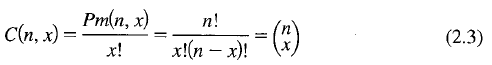 C(n, x) = Pm(n, x)/x! = n!/x!(n − x)! = (n x) (2.3)